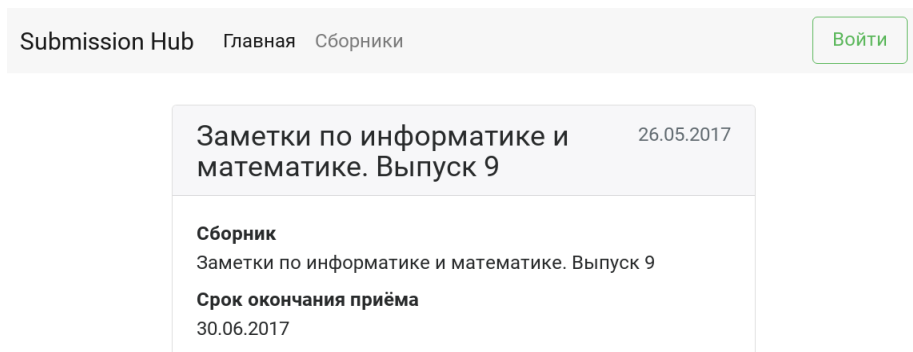 Submission Hub Главная Сборники Войти
Заметки по информатике и 26.05.2017
математике. Выпуск 9
Сборник
Заметки по информатике и математике. Выпуск 9
Срок окончания приёма
30.06.2017